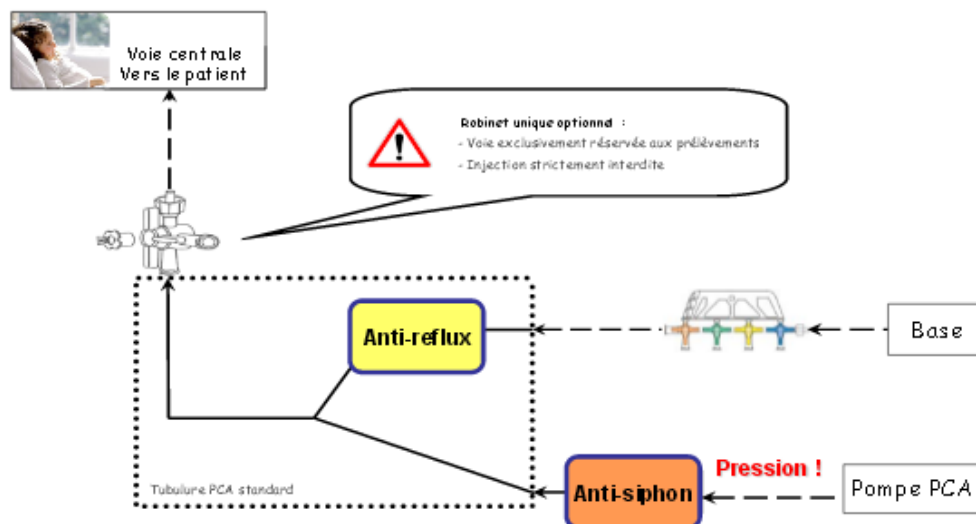 Voie centrale
Vers le patient
Robinet unique optionnel :
- Voie exclusivement réservée aux prélèvements
- Injection strictement interdite
Anti-reflux
Base
Pression !
Tubulure PCA standard
Anti-siphon
Pompe PCA